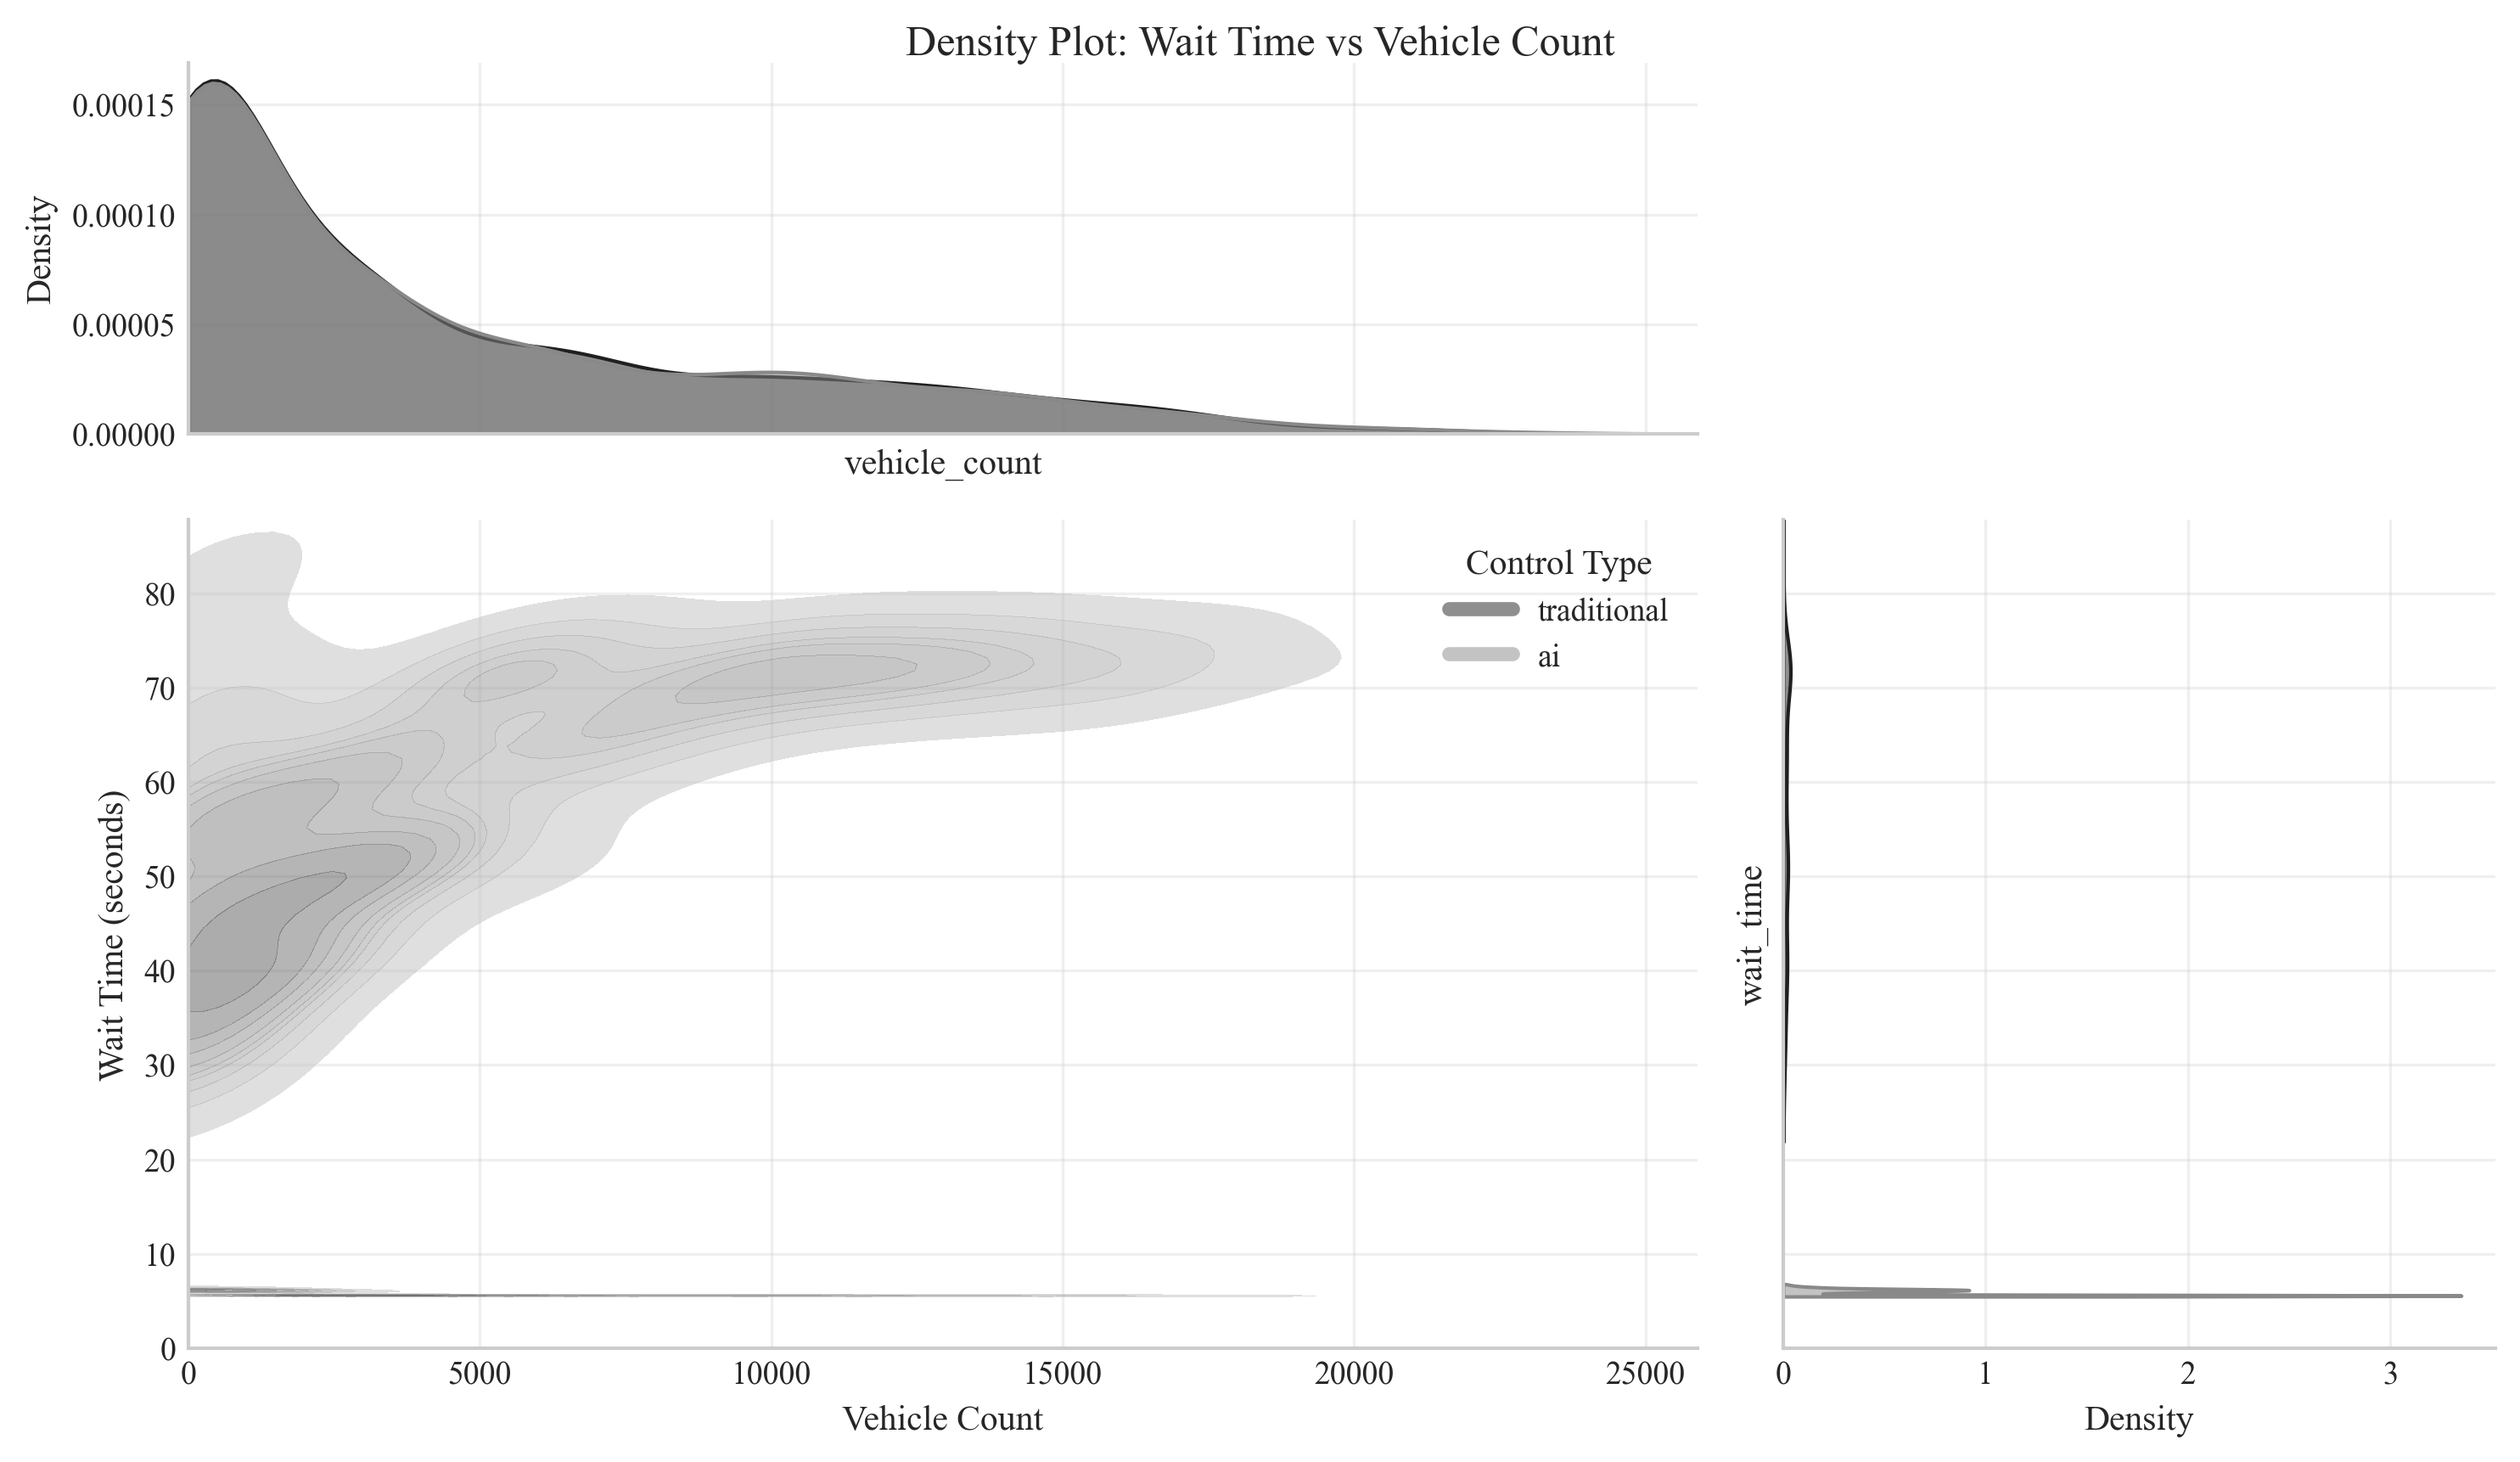 Density Plot: Wait Time vs Vehicle Count
0.00015
0.00010
0.00005
0.00000
Density
vehicle_count
Control Type
traditional
ai
80
70
60
50
40
30
20
10
0
Wait Time (seconds)
0 5000 10000 15000 20000 25000
Vehicle Count
wait_time
0 1 2 3
Density